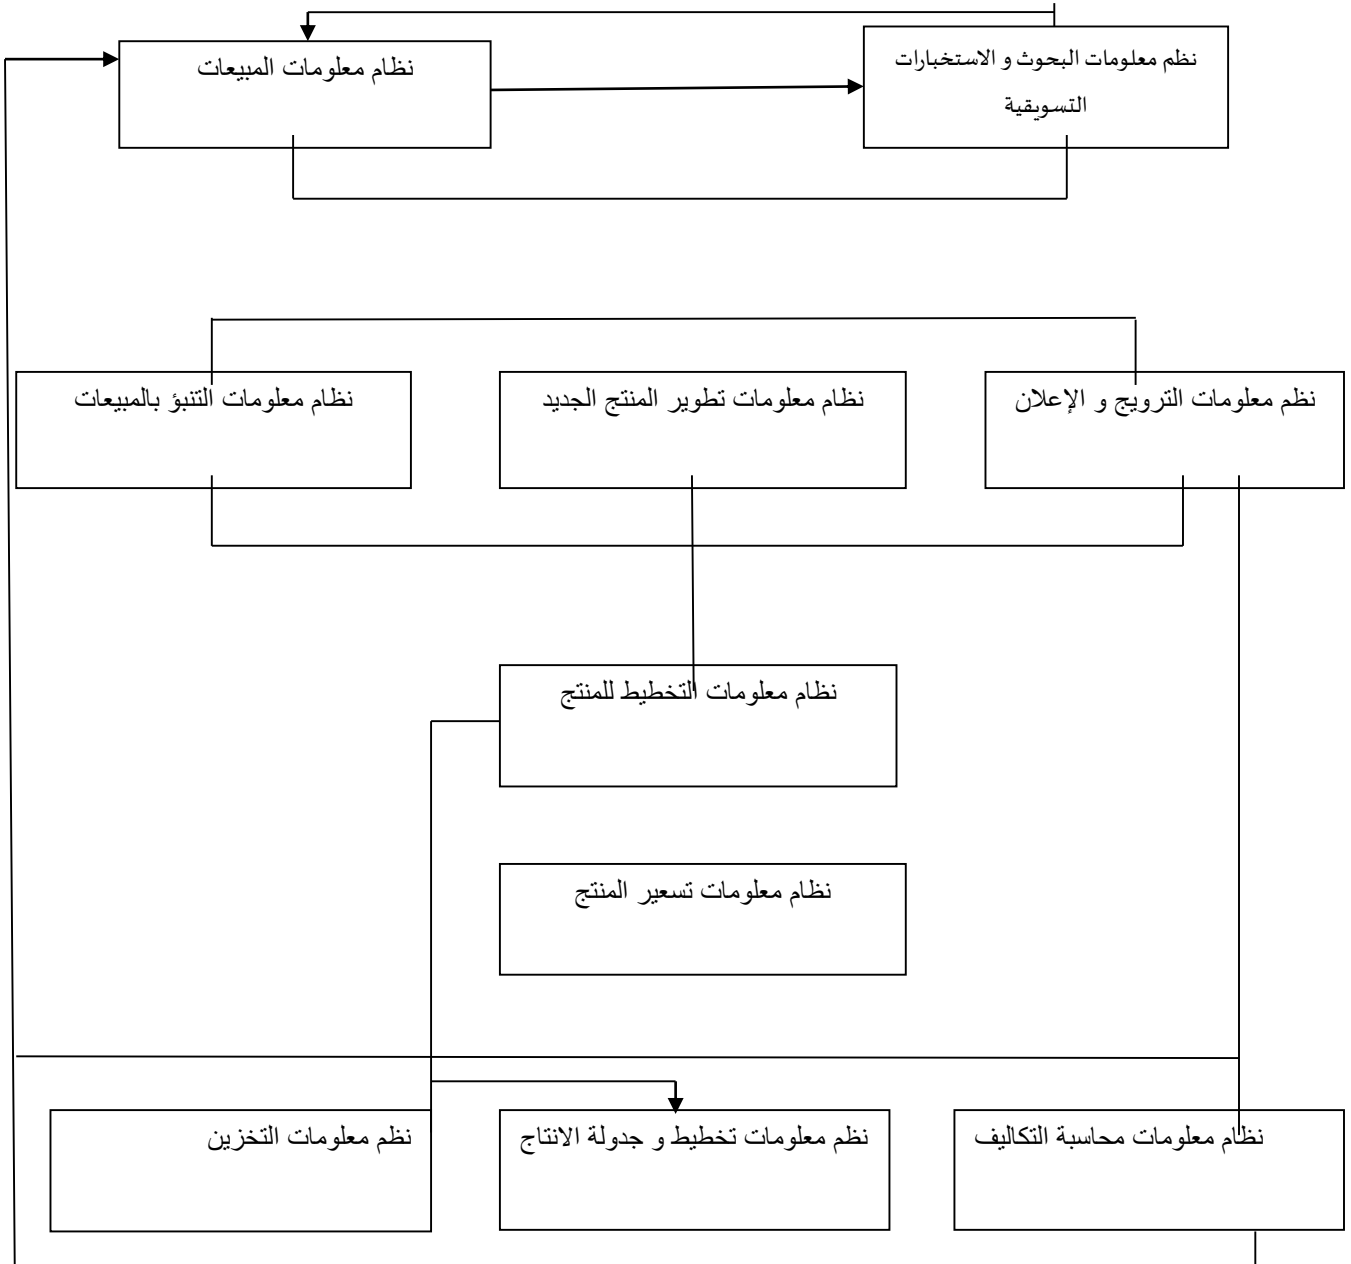 نظم معلومات البحوث و الاستخبارات
التسويقية
نظام معلومات المبيعات
نظم معلومات الترويج و الإعلان
نظام معلومات تطوير المنتج الجديد
نظام معلومات التنبؤ بالمبيعات
نظام معلومات التخطيط للمنتج
نظام معلومات تسعير المنتج
نظام معلومات محاسبة التكاليف
نظم معلومات تخطيط و جدولة الانتاج
نظم معلومات التخزين